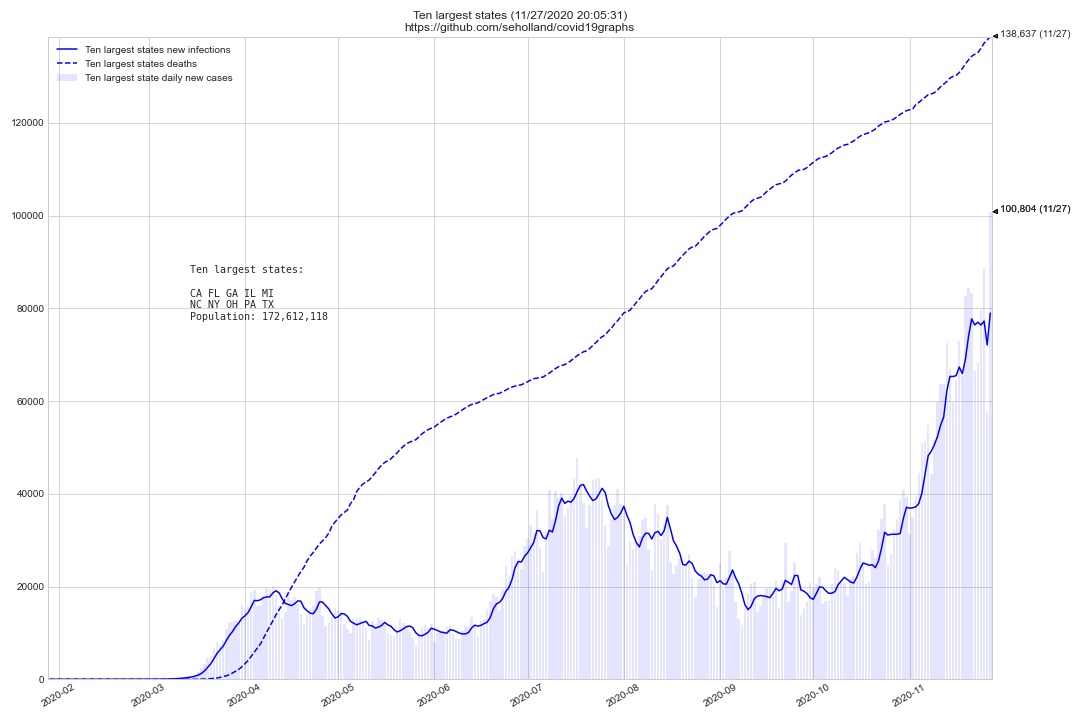 Ten largest states (11/27/2020 20:05:31)
https://github.com/seholland/covid19graphs
Ten largest states new infections
Ten largest states deaths
Ten largest state daily new cases
138,637 (11/27)
120000
100000
100,804 (11/27)
80000
60000
40000
20000
0
Ten largest states:
CA FL GA IL MI
NC NY OH PA TX
Population: 172,612,118
2020-02
2020-03
2020-04
2020-05
2020-06
2020-07
2020-08
2020-09
2020-10
2020-11